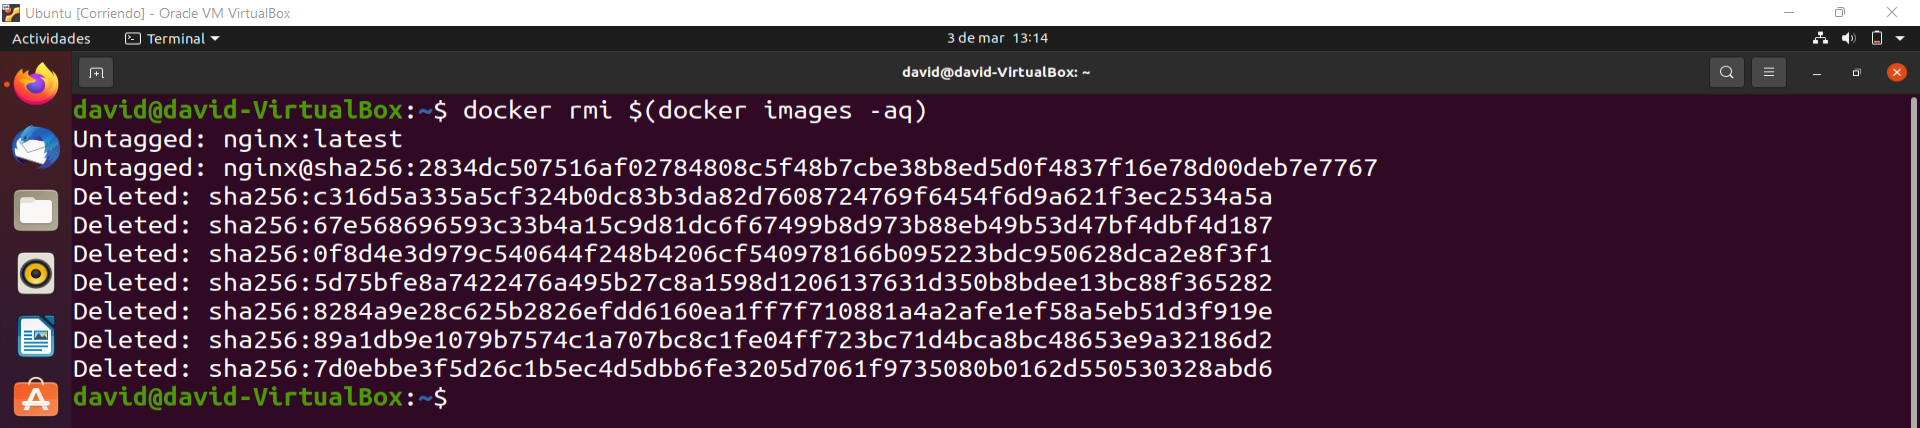 Ubuntu [Corriendo] - Oracle VM VirtualBox
Actividades Terminal 3 de mar 13:14
david@david-VirtualBox: ~
david@david-VirtualBox:~$ docker rmi $(docker images -aq)
Untagged: nginx:latest
Untagged: nginx@sha256:2834dc507516af02784808c5f48b7cbe38b8ed5d0f4837f16e78d00deb7e7767
Deleted: sha256:c316d5a335a5cf324b0dc83b3da82d7608724769f6454f6d9a621f3ec2534a5a
Deleted: sha256:67e568696593c33b4a15c9d81dc6f67499b8d973b88eb49b53d47bf4dbf4d187
Deleted: sha256:0f8d4e3d979c540644f248b4206cf540978166b095223bdc950628dca2e8f3f1
Deleted: sha256:5d75bfe8a7422476a495b27c8a1598d1206137631d350b8bdee13bc88f365282
Deleted: sha256:8284a9e28c625b2826efdd6160ea1ff7f710881a4a2afe1ef58a5eb51d3f919e
Deleted: sha256:89a1db9e1079b7574c1a707bc8c1fe04ff723bc71d4bca8bc48653e9a32186d2
Deleted: sha256:7d0ebbe3f5d26c1b5ec4d5dbb6fe3205d7061f9735080b0162d550530328abd6
david@david-VirtualBox:~$